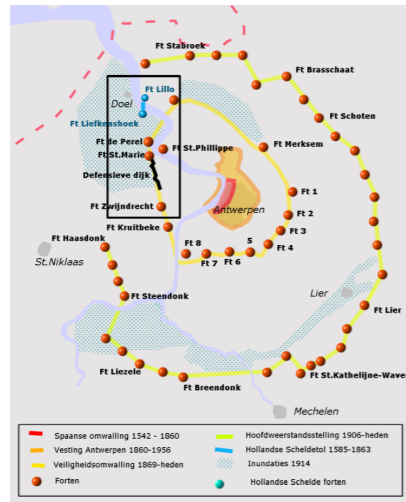 Ft Stabroek
Ft Brasschaat
Ft Lillo
Doel
Ft Schoten
Ft Liefkenshoek
Ft de Perel
Ft St.Phillippe
Ft Merksem
Ft St.Marie
Defensieve dijk
Ft 1
Ft Zwijndrecht
Antwerpen
Ft 2
Ft Kruitbeke
Ft 3
Ft Haasdonk
Ft 8
5
Ft 4
Ft 7
Ft 6
St.Niklaas
Lier
Ft Steendonk
Ft Lier
Ft Liezele
Ft St.Kathelijne-Waver
Ft Breendonk
Mechelen
Spaanse omwalling 1542 - 1860
Hoofdweerstandsstelling 1906-heden
Vesting Antwerpen 1860-1956
Hollandse Scheldetol 1585-1863
Veiligheidsomwalling 1869-heden
Inundaties 1914
Forten
Hollandse Schelde forten